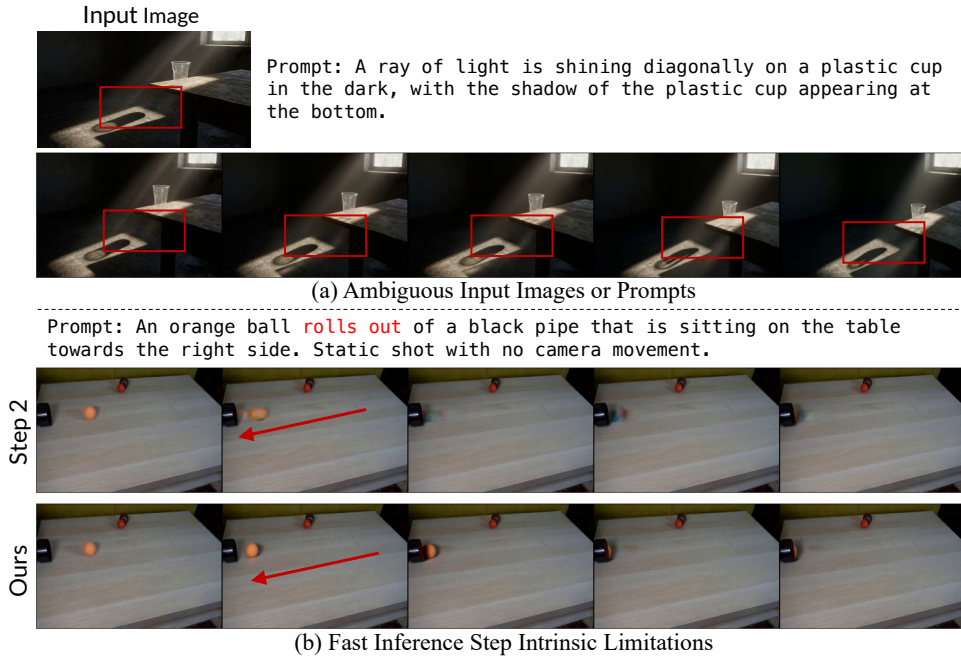 Input Image
Prompt: A ray of light is shining diagonally on a plastic cup
in the dark, with the shadow of the plastic cup appearing at
the bottom.
(a) Ambiguous Input Images or Prompts
Prompt: An orange ball rolls out of a black pipe that is sitting on the table
towards the right side. Static shot with no camera movement.
Step 2
Ours
(b) Fast Inference Step Intrinsic Limitations